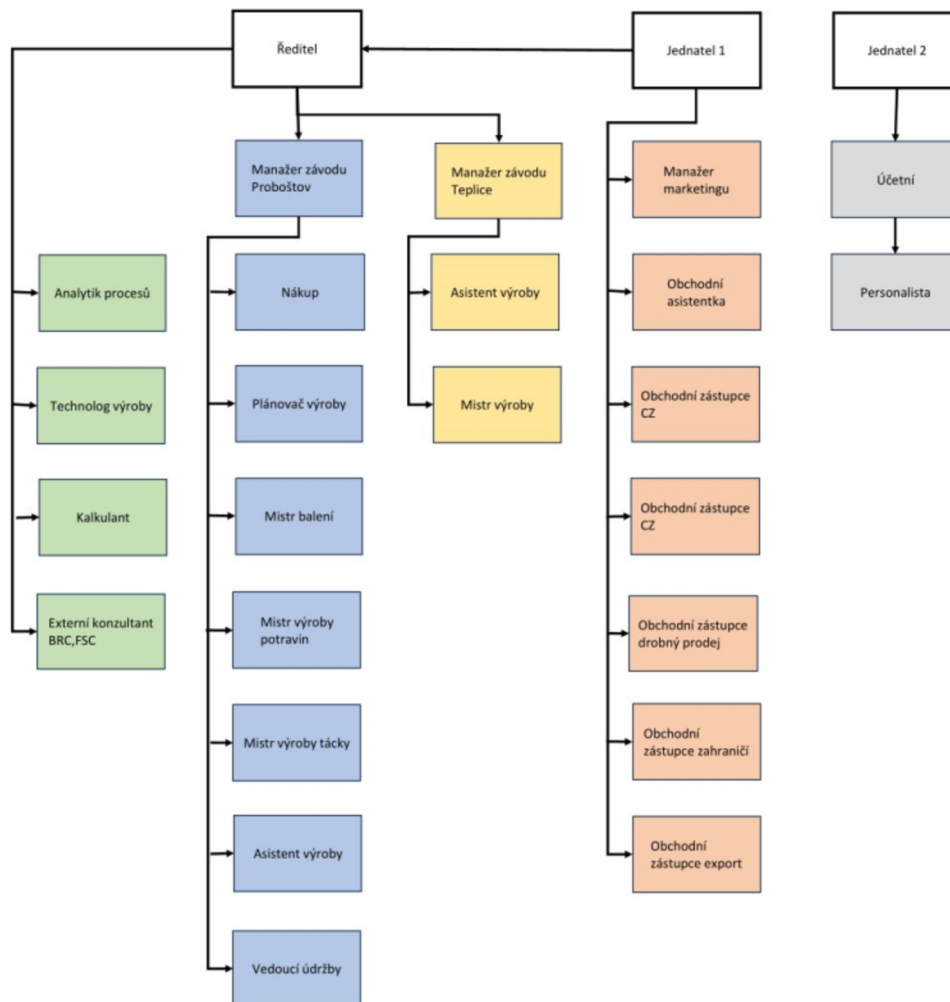 Ředitel
Jednatel 1
Jednatel 2
Manažer závodu
Proboštov
Manažer závodu
Teplice
Manažer
marketingu
Účetní
Analytik procesů
Nákup
Asistent výroby
Obchodní
asistentka
Personalista
Technolog výroby
Plánovač výroby
Mistr výroby
Obchodní zástupce
CZ
Kalkulant
Mistr balení
Obchodní zástupce
CZ
Externí konzultant
BRC,FSC
Mistr výroby
potravin
Obchodní zástupce
drobný prodej
Mistr výroby tácky
Obchodní
zástupce zahraničí
Asistent výroby
Obchodní
zástupce export
Vedoucí údržby